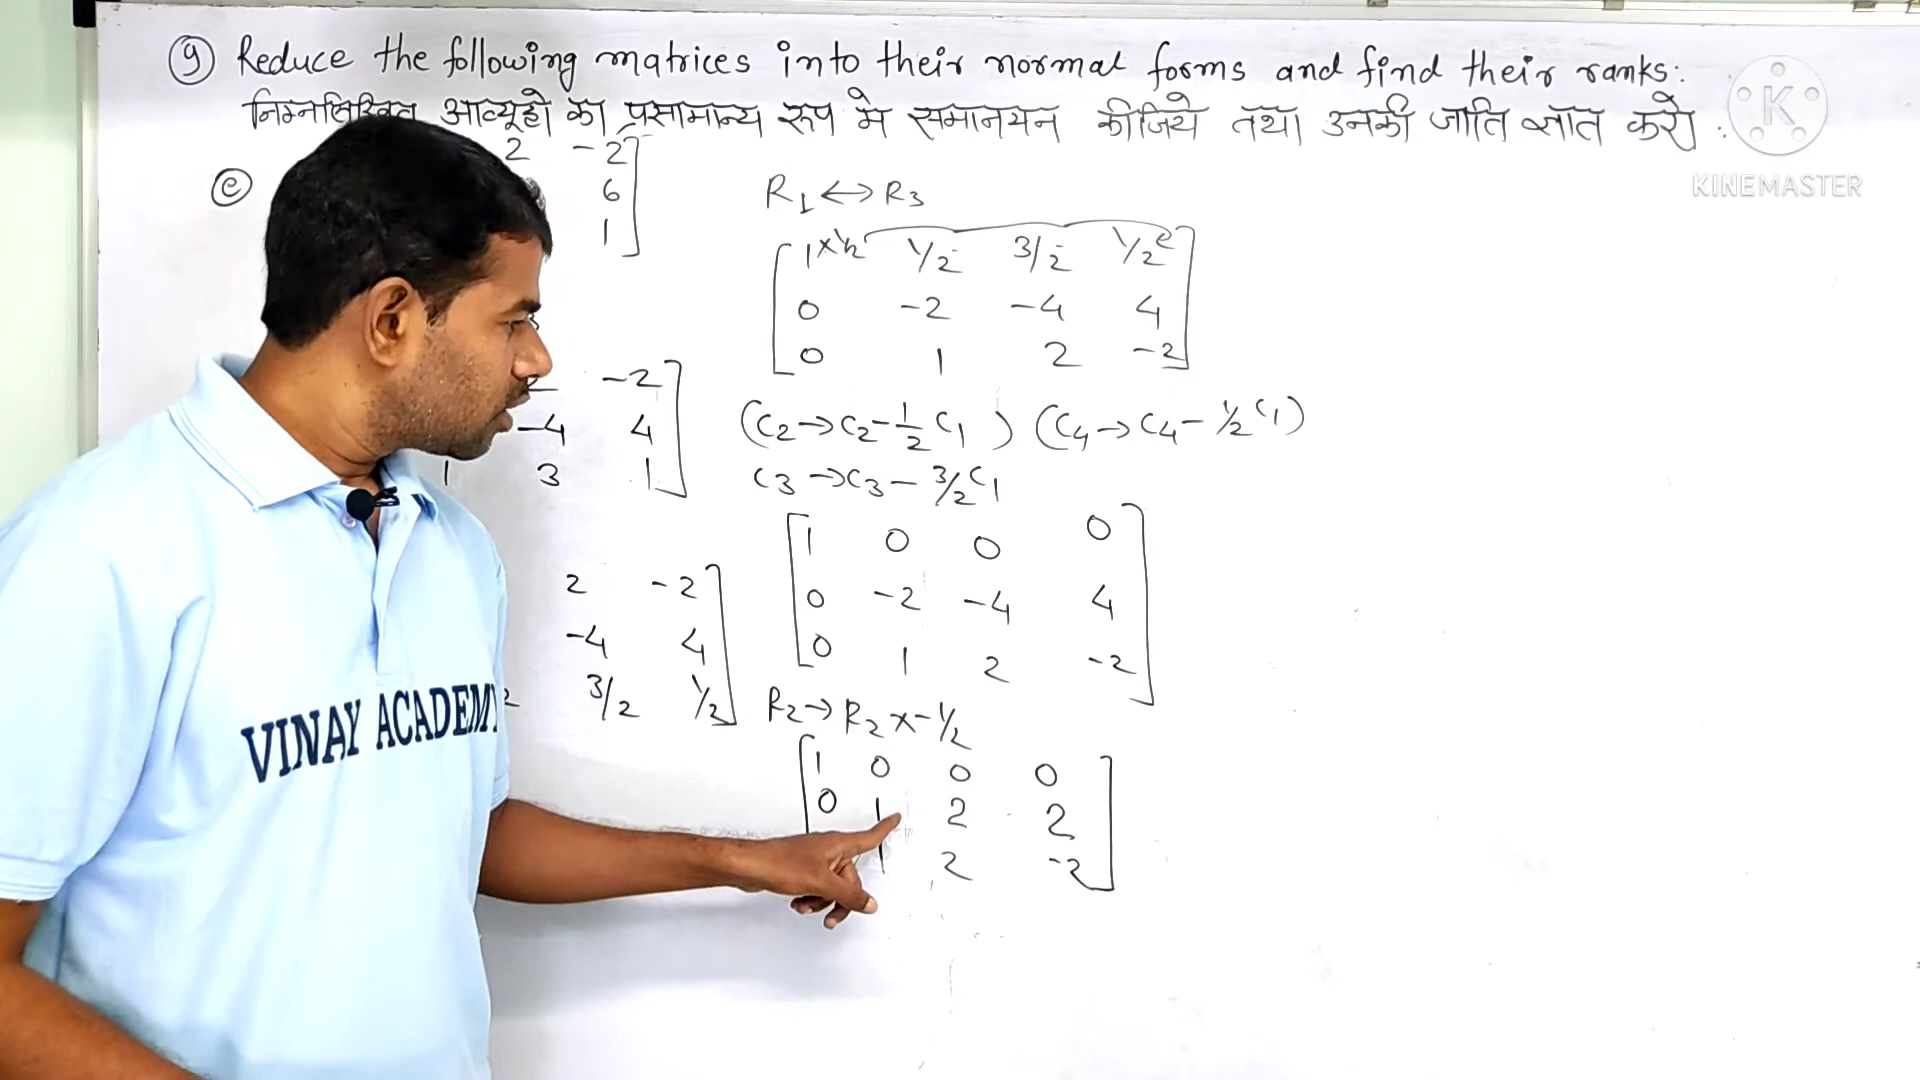 9 Reduce the following matrices into their normal forms and find their ranks:
निम्नलिखित आव्यूहो का प्रसामान्य रूप मे समानयन कीजिये तथा उनकी जाति ज्ञात करो :
K
KINEMASTER
e
2 -2
6
1
-2
-4 4
1 3 1
2 -2
-4 4
3/2 1/2
R1 ↔ R3
1 ×1/2 1/2 3/2 1/2
0 -2 -4 4
0 1 2 -2
(C2→C2-1/2 C1) (C4→C4-1/2 C1)
C3→C3-3/2 C1
1 0 0 0
0 -2 -4 4
0 1 2 -2
R2→R2 x-1/2
1 0 0 0
0 1 2 2
1 2 -2
VINAY ACADEMY